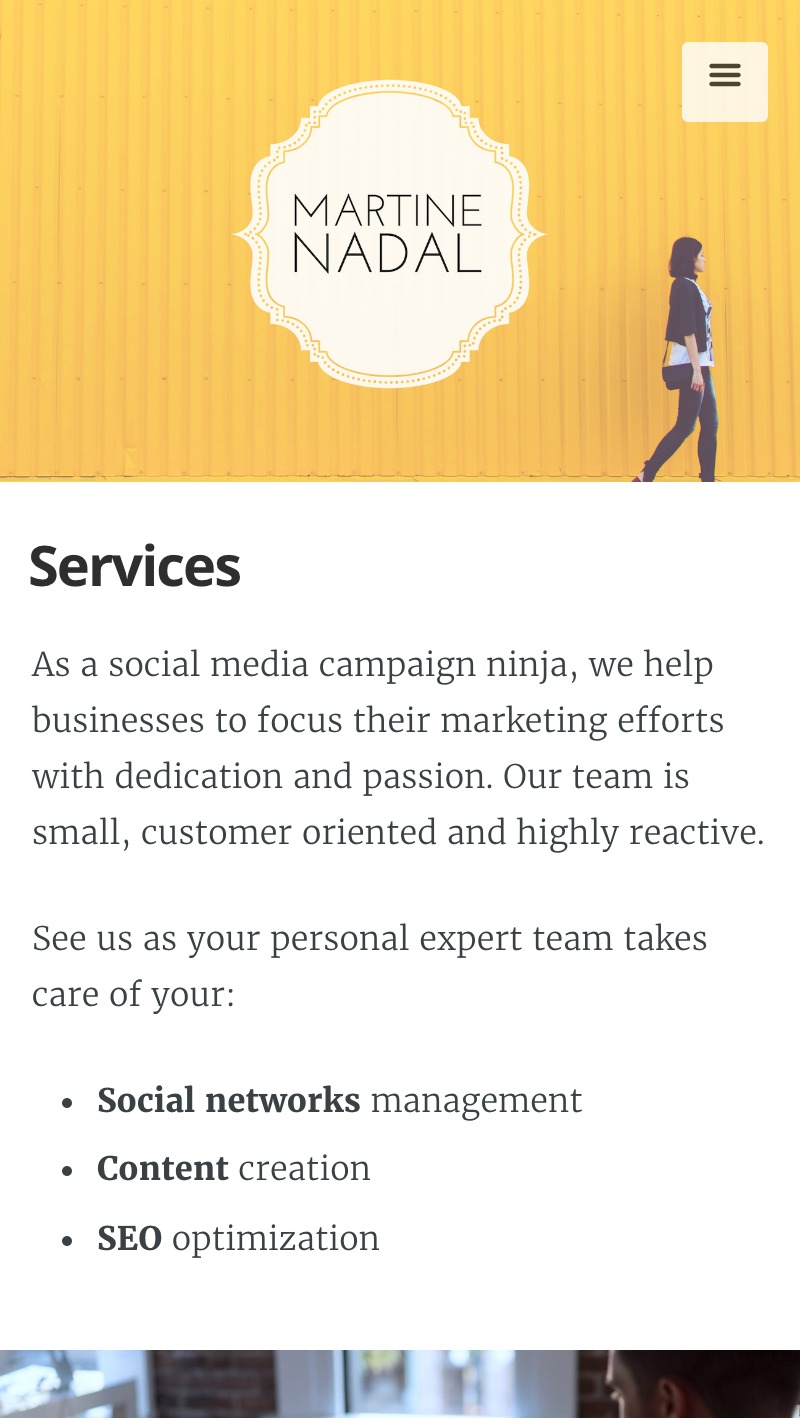 MARTINE
NADAL
Services
As a social media campaign ninja, we help
businesses to focus their marketing efforts
with dedication and passion. Our team is
small, customer oriented and highly reactive.
See us as your personal expert team takes
care of your:
• Social networks management
• Content creation
• SEO optimization